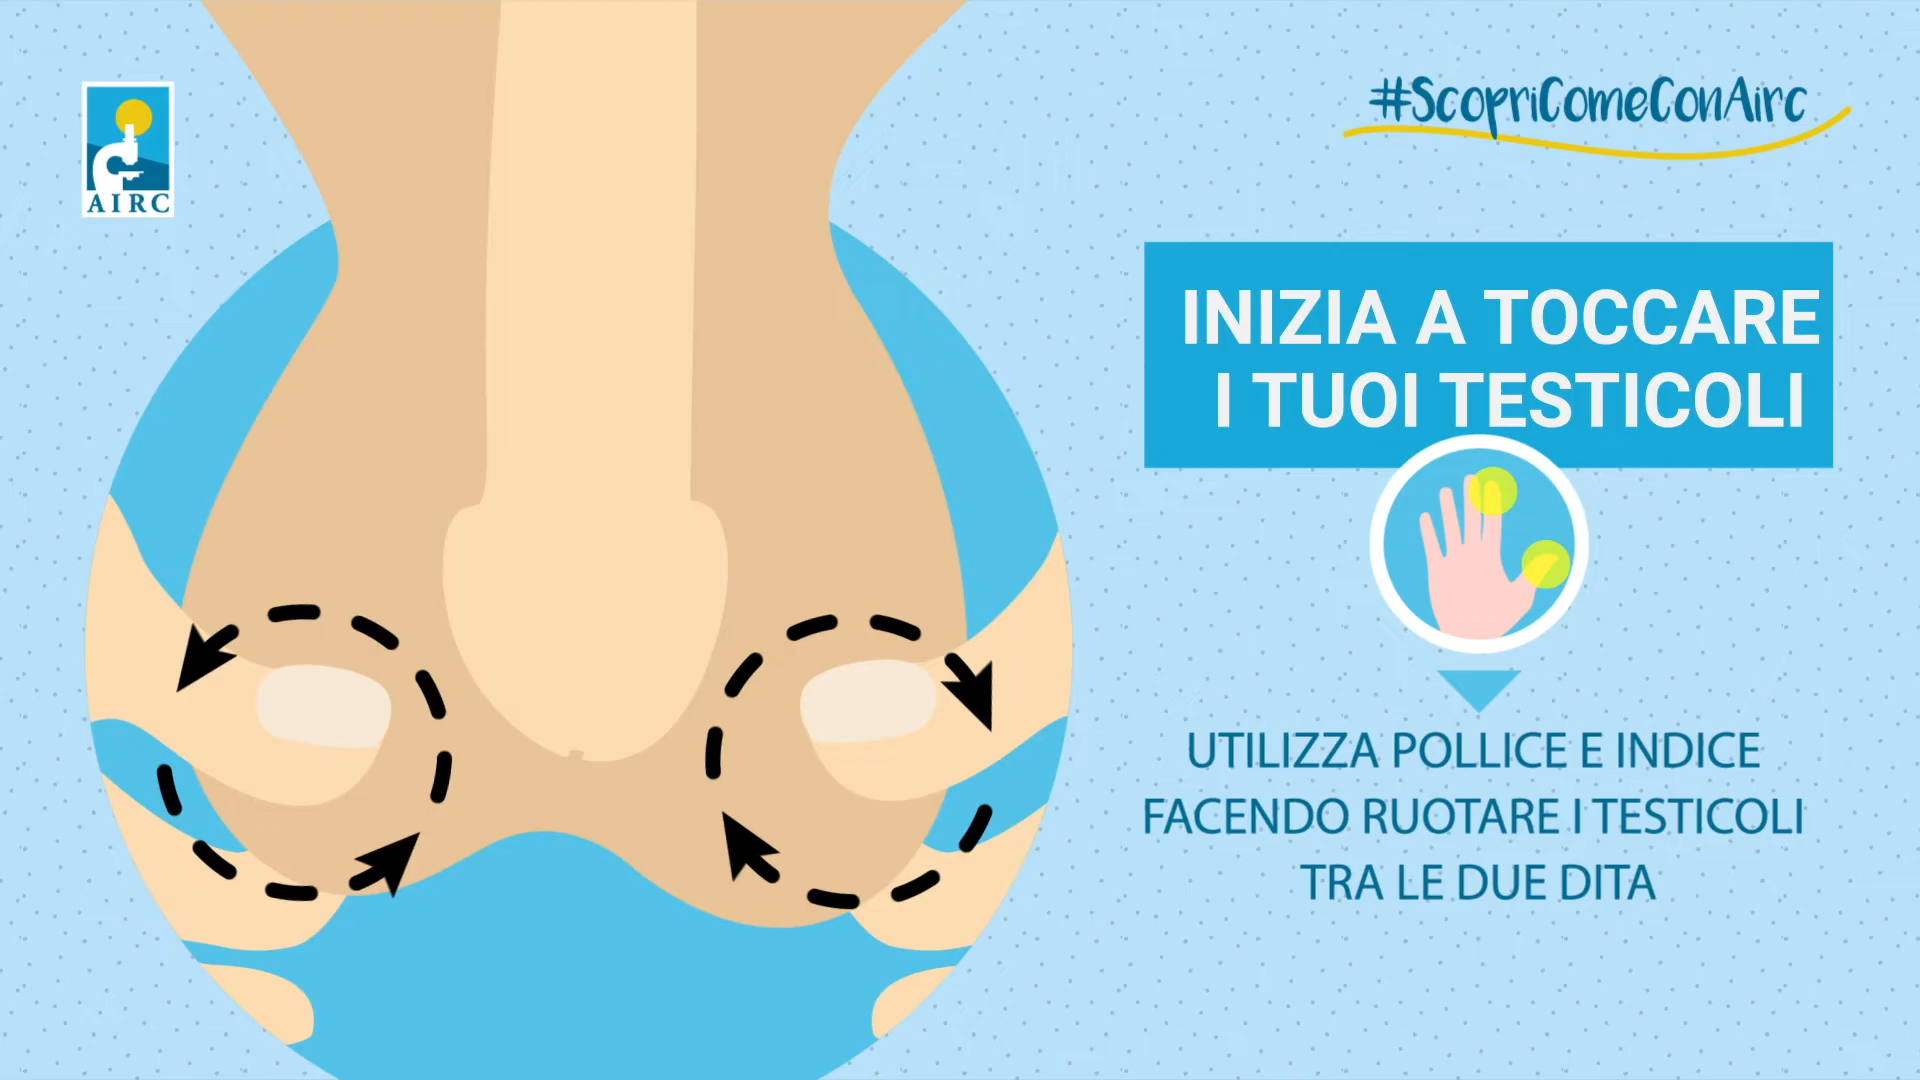 AIRC
#ScopriComeConAirc
INIZIA A TOCCARE
I TUOI TESTICOLI
UTILIZZA POLLICE E INDICE
FACENDO RUOTARE I TESTICOLI
TRA LE DUE DITA